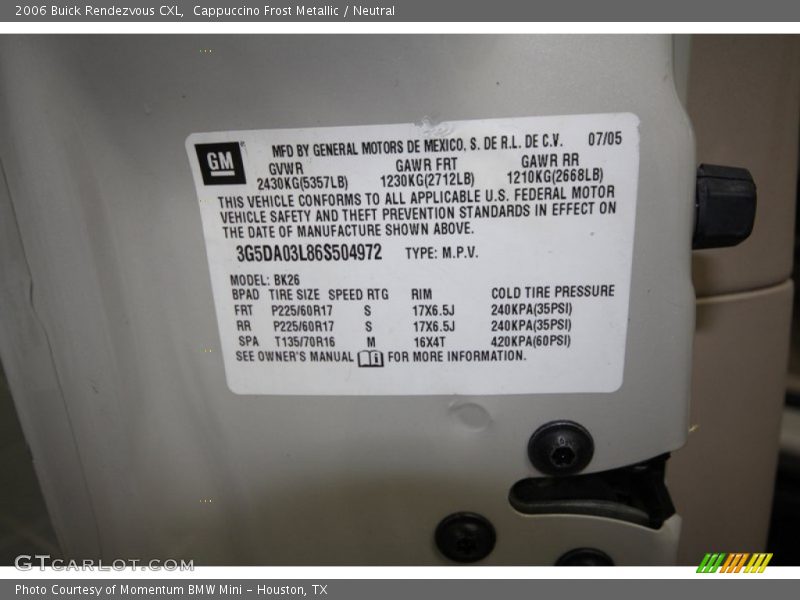 2006 Buick Rendezvous CXL,  Cappuccino Frost Metallic / Neutral
GM
MFD BY GENERAL MOTORS DE MEXICO, S. DE R.L. DE C.V. 07/05
GVWR GAWR FRT GAWR RR
2430KG(5357LB) 1230KG(2712LB) 1210KG(2668LB)
THIS VEHICLE CONFORMS TO ALL APPLICABLE U.S. FEDERAL MOTOR
VEHICLE SAFETY AND THEFT PREVENTION STANDARDS IN EFFECT ON
THE DATE OF MANUFACTURE SHOWN ABOVE.
3G5DA03L86S504972 TYPE: M.P.V.
MODEL: BK26
BPAD TIRE SIZE SPEED RTG RIM COLD TIRE PRESSURE
FRT P225/60R17 S 17X6.5J 240KPA(35PSI)
RR P225/60R17 S 17X6.5J 240KPA(35PSI)
SPA T135/70R16 M 16X4T 420KPA(60PSI)
SEE OWNER'S MANUAL FOR MORE INFORMATION.
BK
GTCARLOT.COM
Photo Courtesy of Momentum BMW Mini - Houston, TX